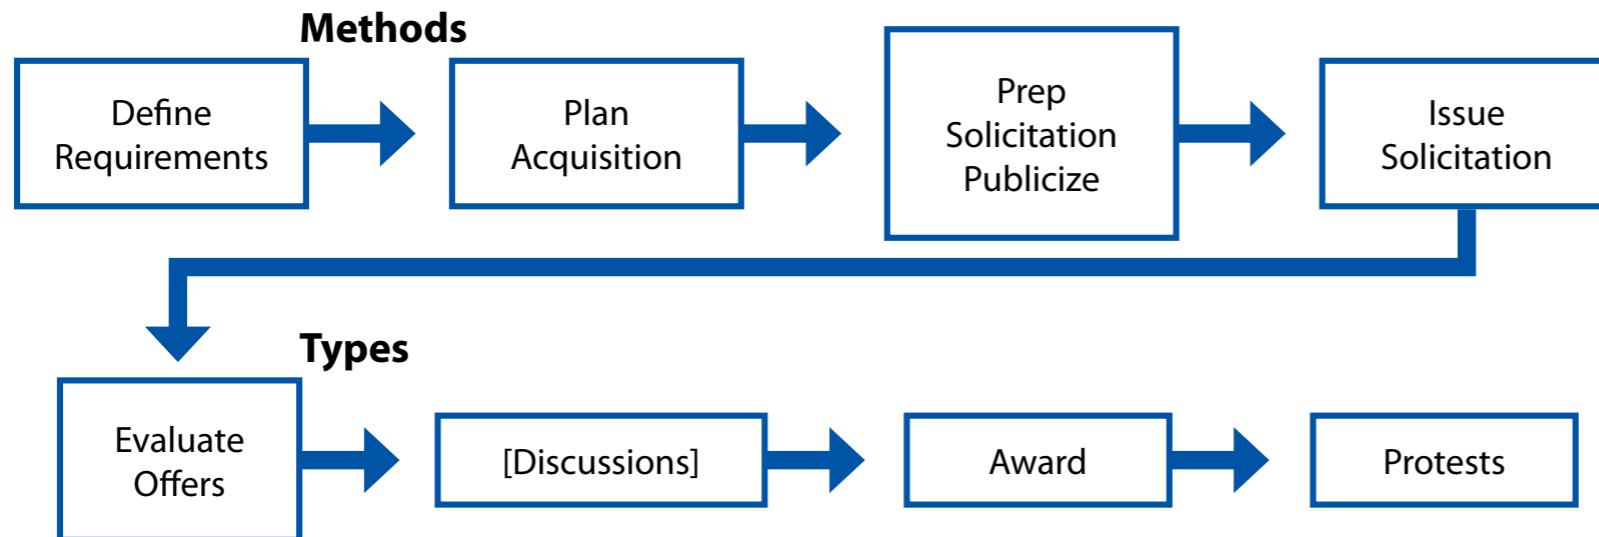 Methods
Define
Requirements
Plan
Acquisition
Prep
Solicitation
Publicize
Issue
Solicitation
Types
Evaluate
Offers
[Discussions]
Award
Protests